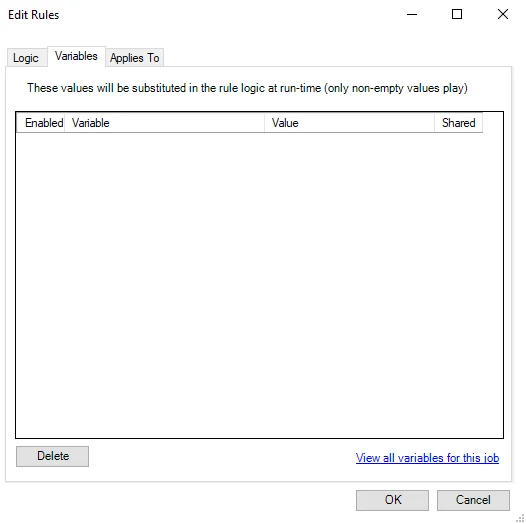 Edit Rules
Logic Variables Applies To
These values will be substituted in the rule logic at run-time (only non-empty values play)
Enabled Variable Value Shared
Delete View all variables for this job
OK Cancel